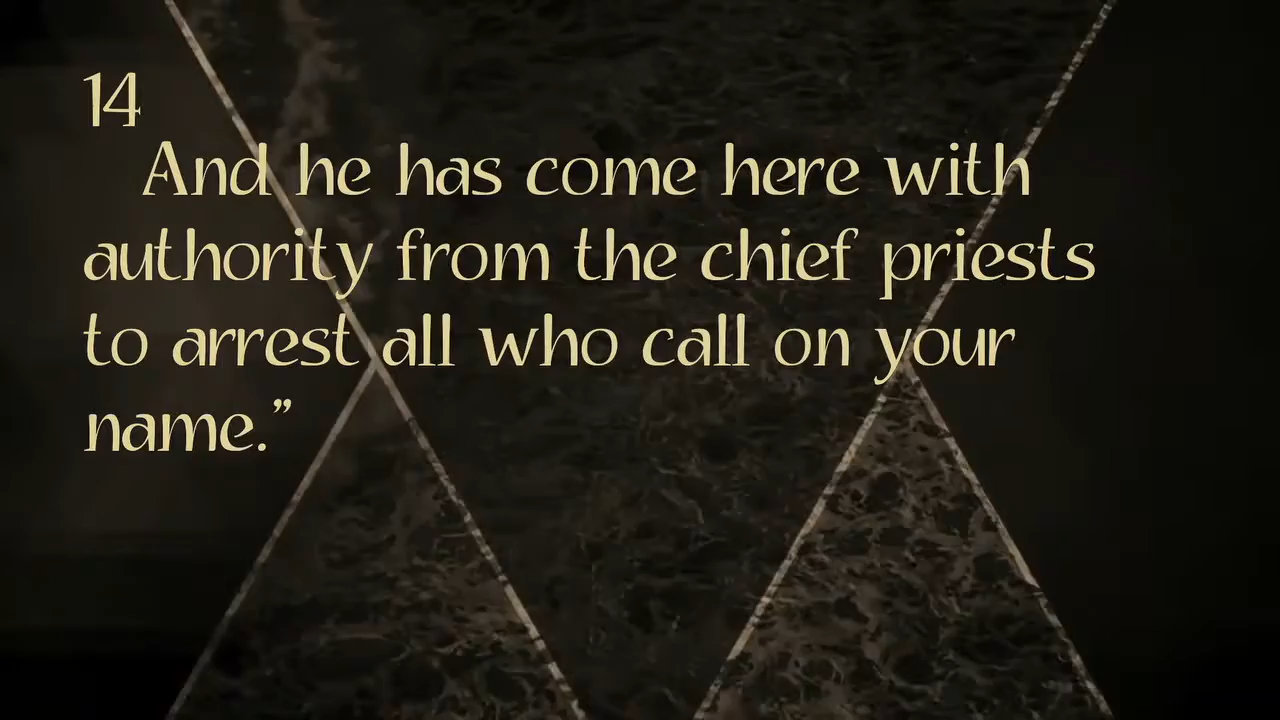 14
And he has come here with
authority from the chief priests
to arrest all who call on your
name.”